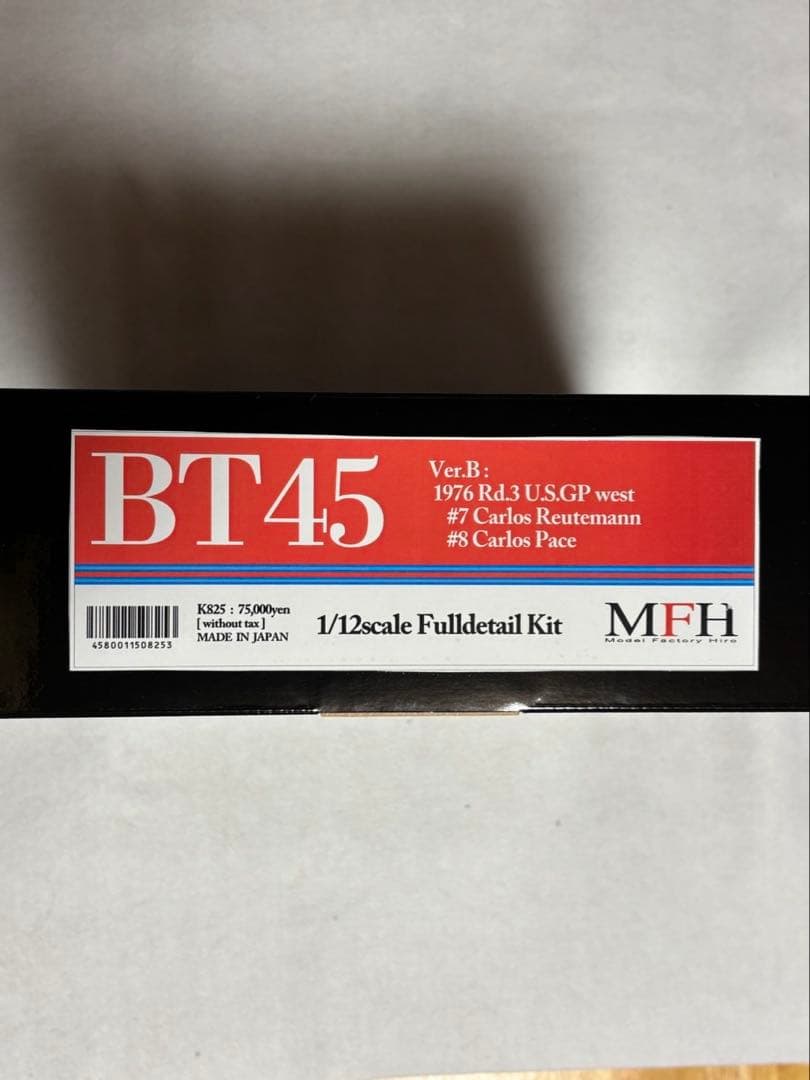 BT45
Ver.B :
1976 Rd.3 U.S.GP west
#7 Carlos Reutemann
#8 Carlos Pace
4580011508253
K825 : 75,000yen
[ without tax ]
MADE IN JAPAN
1/12scale Fulldetail Kit
MFH
Model Factory Hiro